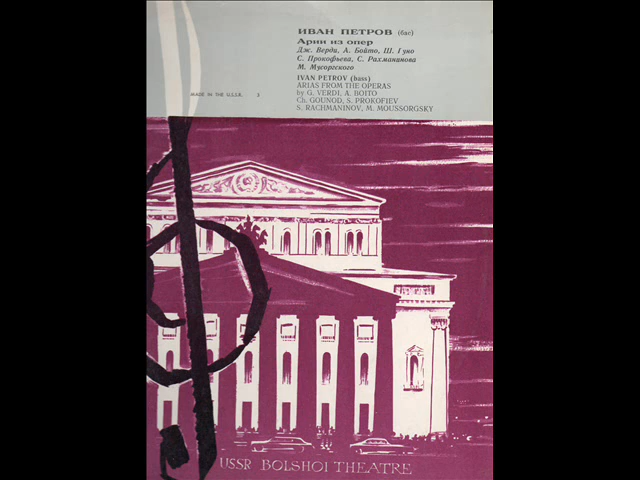 ИВАН ПЕТРОВ (бас)
Арии из опер
Дж. Верди, А. Бойто, Ш. Гуно
С. Прокофьева, С. Рахманинова
М. Мусоргского
IVAN PETROV (bass)
ARIAS FROM THE OPERAS
by G. VERDI, A. BOITO
Ch. GOUNOD, S. PROKOFIEV
S. RACHMANINOV, M. MOUSSORGSKY
MADE IN THE U.S.S.R. 3
USSR BOLSHOI THEATRE